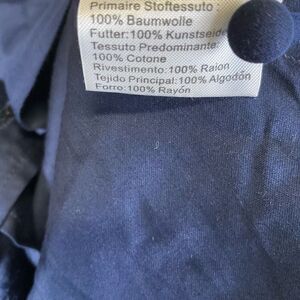 Primaire Stoftessuto :
100% Baumwolle
Futter:100% Kunstseide
Tessuto Predominante:
100% Cotone
Rivestimento:100% Raion
Tejido Principal:100% Algodón
Forro:100% Rayón